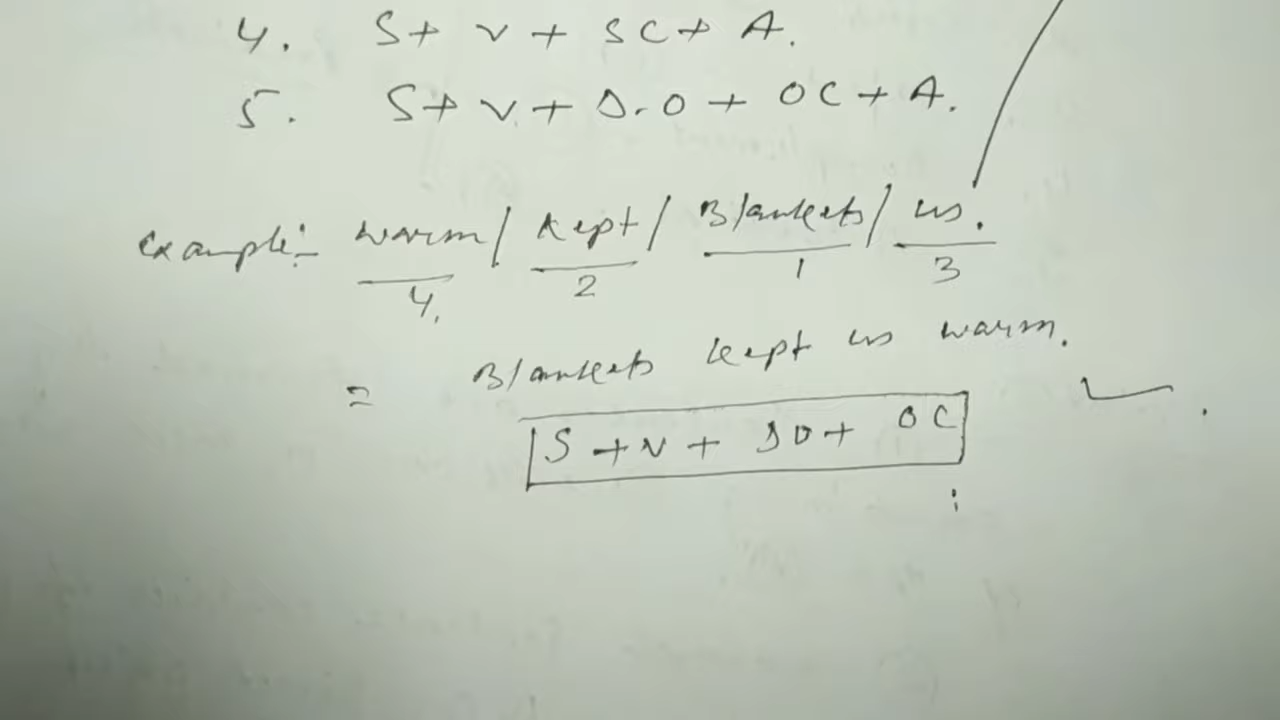 4. S + V + SC + A.
5. S + V + D.O + OC + A.
Example:- warm / kept / Blankets / us.
4. 2 1 3
= Blankets kept us warm.
S + V + DO + OC